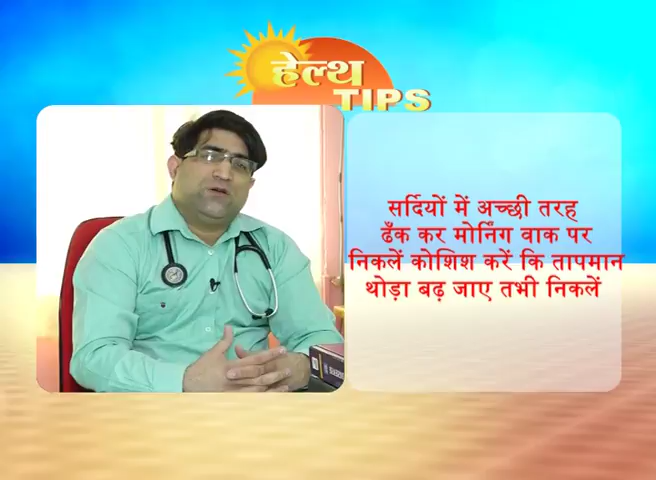 हेल्थ
TIPS
सर्दियों में अच्छी तरह
ढँक कर मोर्निंग वाक पर
निकलें कोशिश करें कि तापमान
थोड़ा बढ़ जाए तभी निकलें